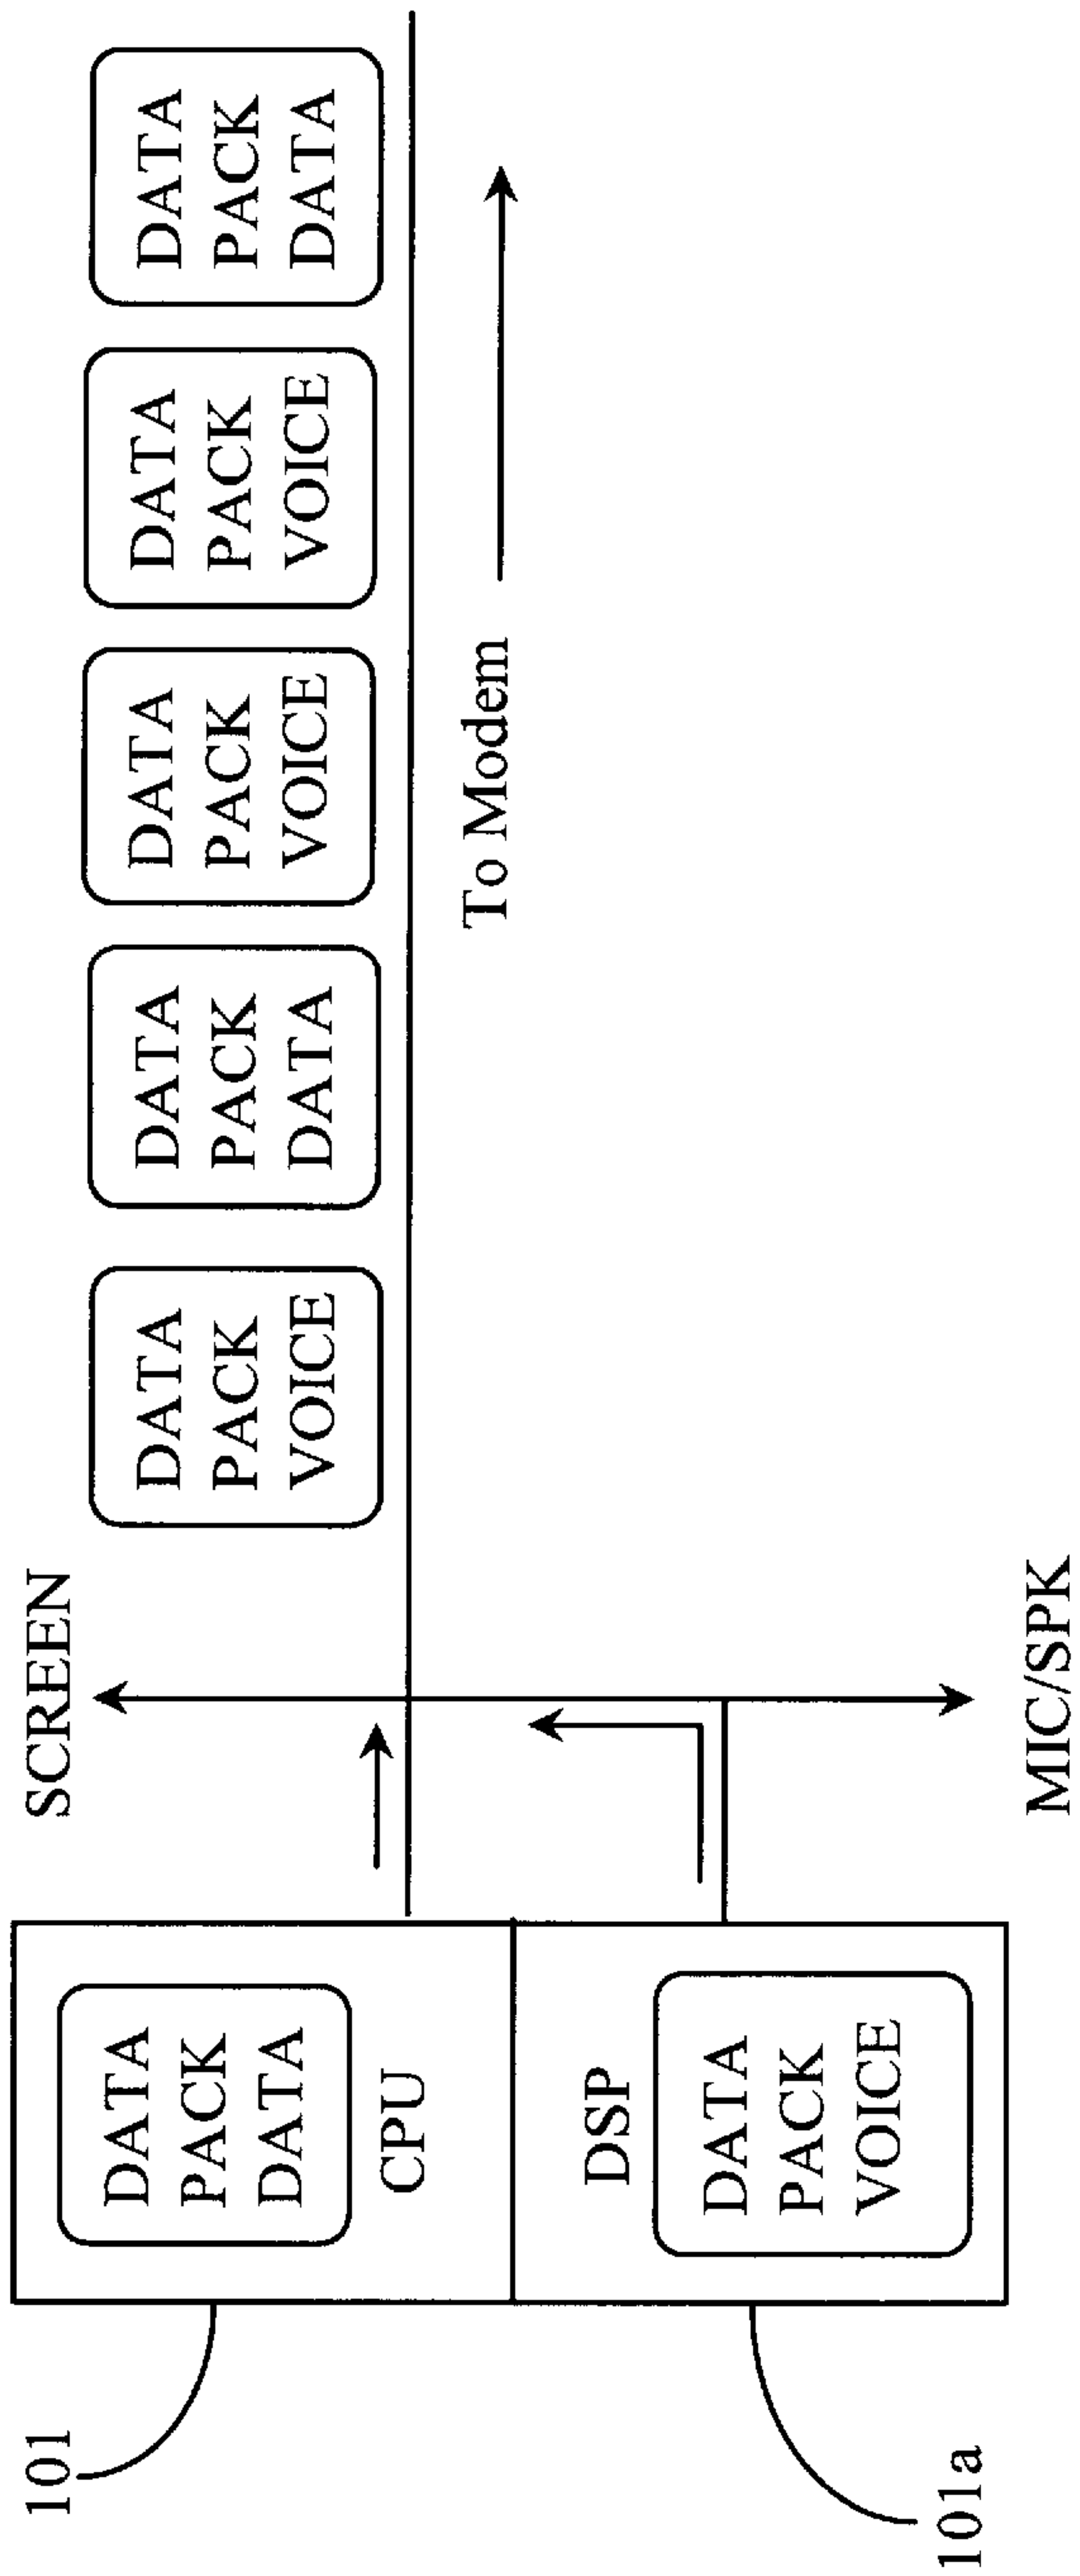 SCREEN
DATA
PACK
DATA
CPU
DSP
DATA
PACK
VOICE
101
101a
MIC/SPK
DATA
PACK
VOICE
DATA
PACK
DATA
DATA
PACK
VOICE
DATA
PACK
VOICE
DATA
PACK
DATA
To Modem